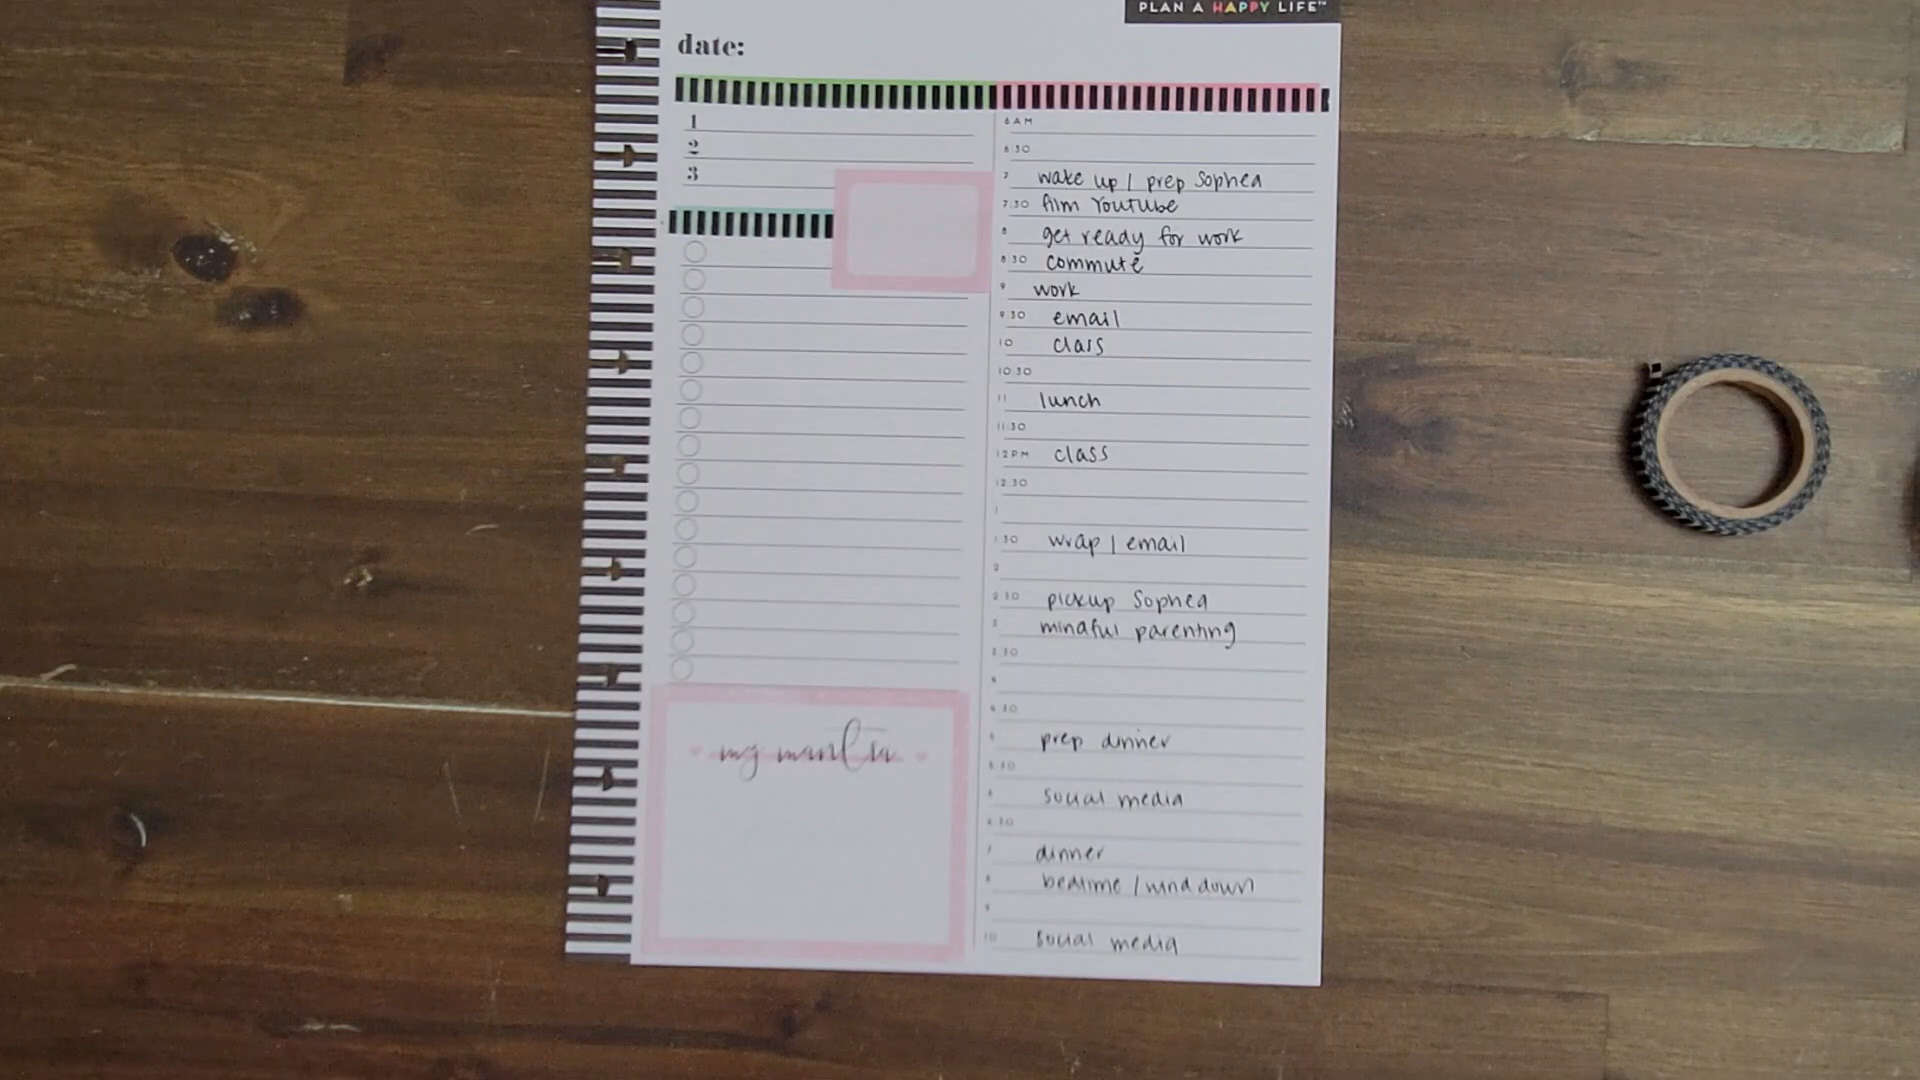 PLAN A HAPPY LIFE™
date:
1
2
3
my mantra
6AM
6:30
7 wake up / prep Sophea
7:30 film YouTube
8 get ready for work
8:30 commute
9 work
9:30 email
10 class
10:30
11 lunch
11:30
12PM class
12:30
1
1:30 wrap / email
2
2:30 pickup Sophea
3 mindful parenting
3:30
4
4:30
5 prep dinner
5:30
6 social media
6:30
7 dinner
8 bedtime / wind down
9
10 social media